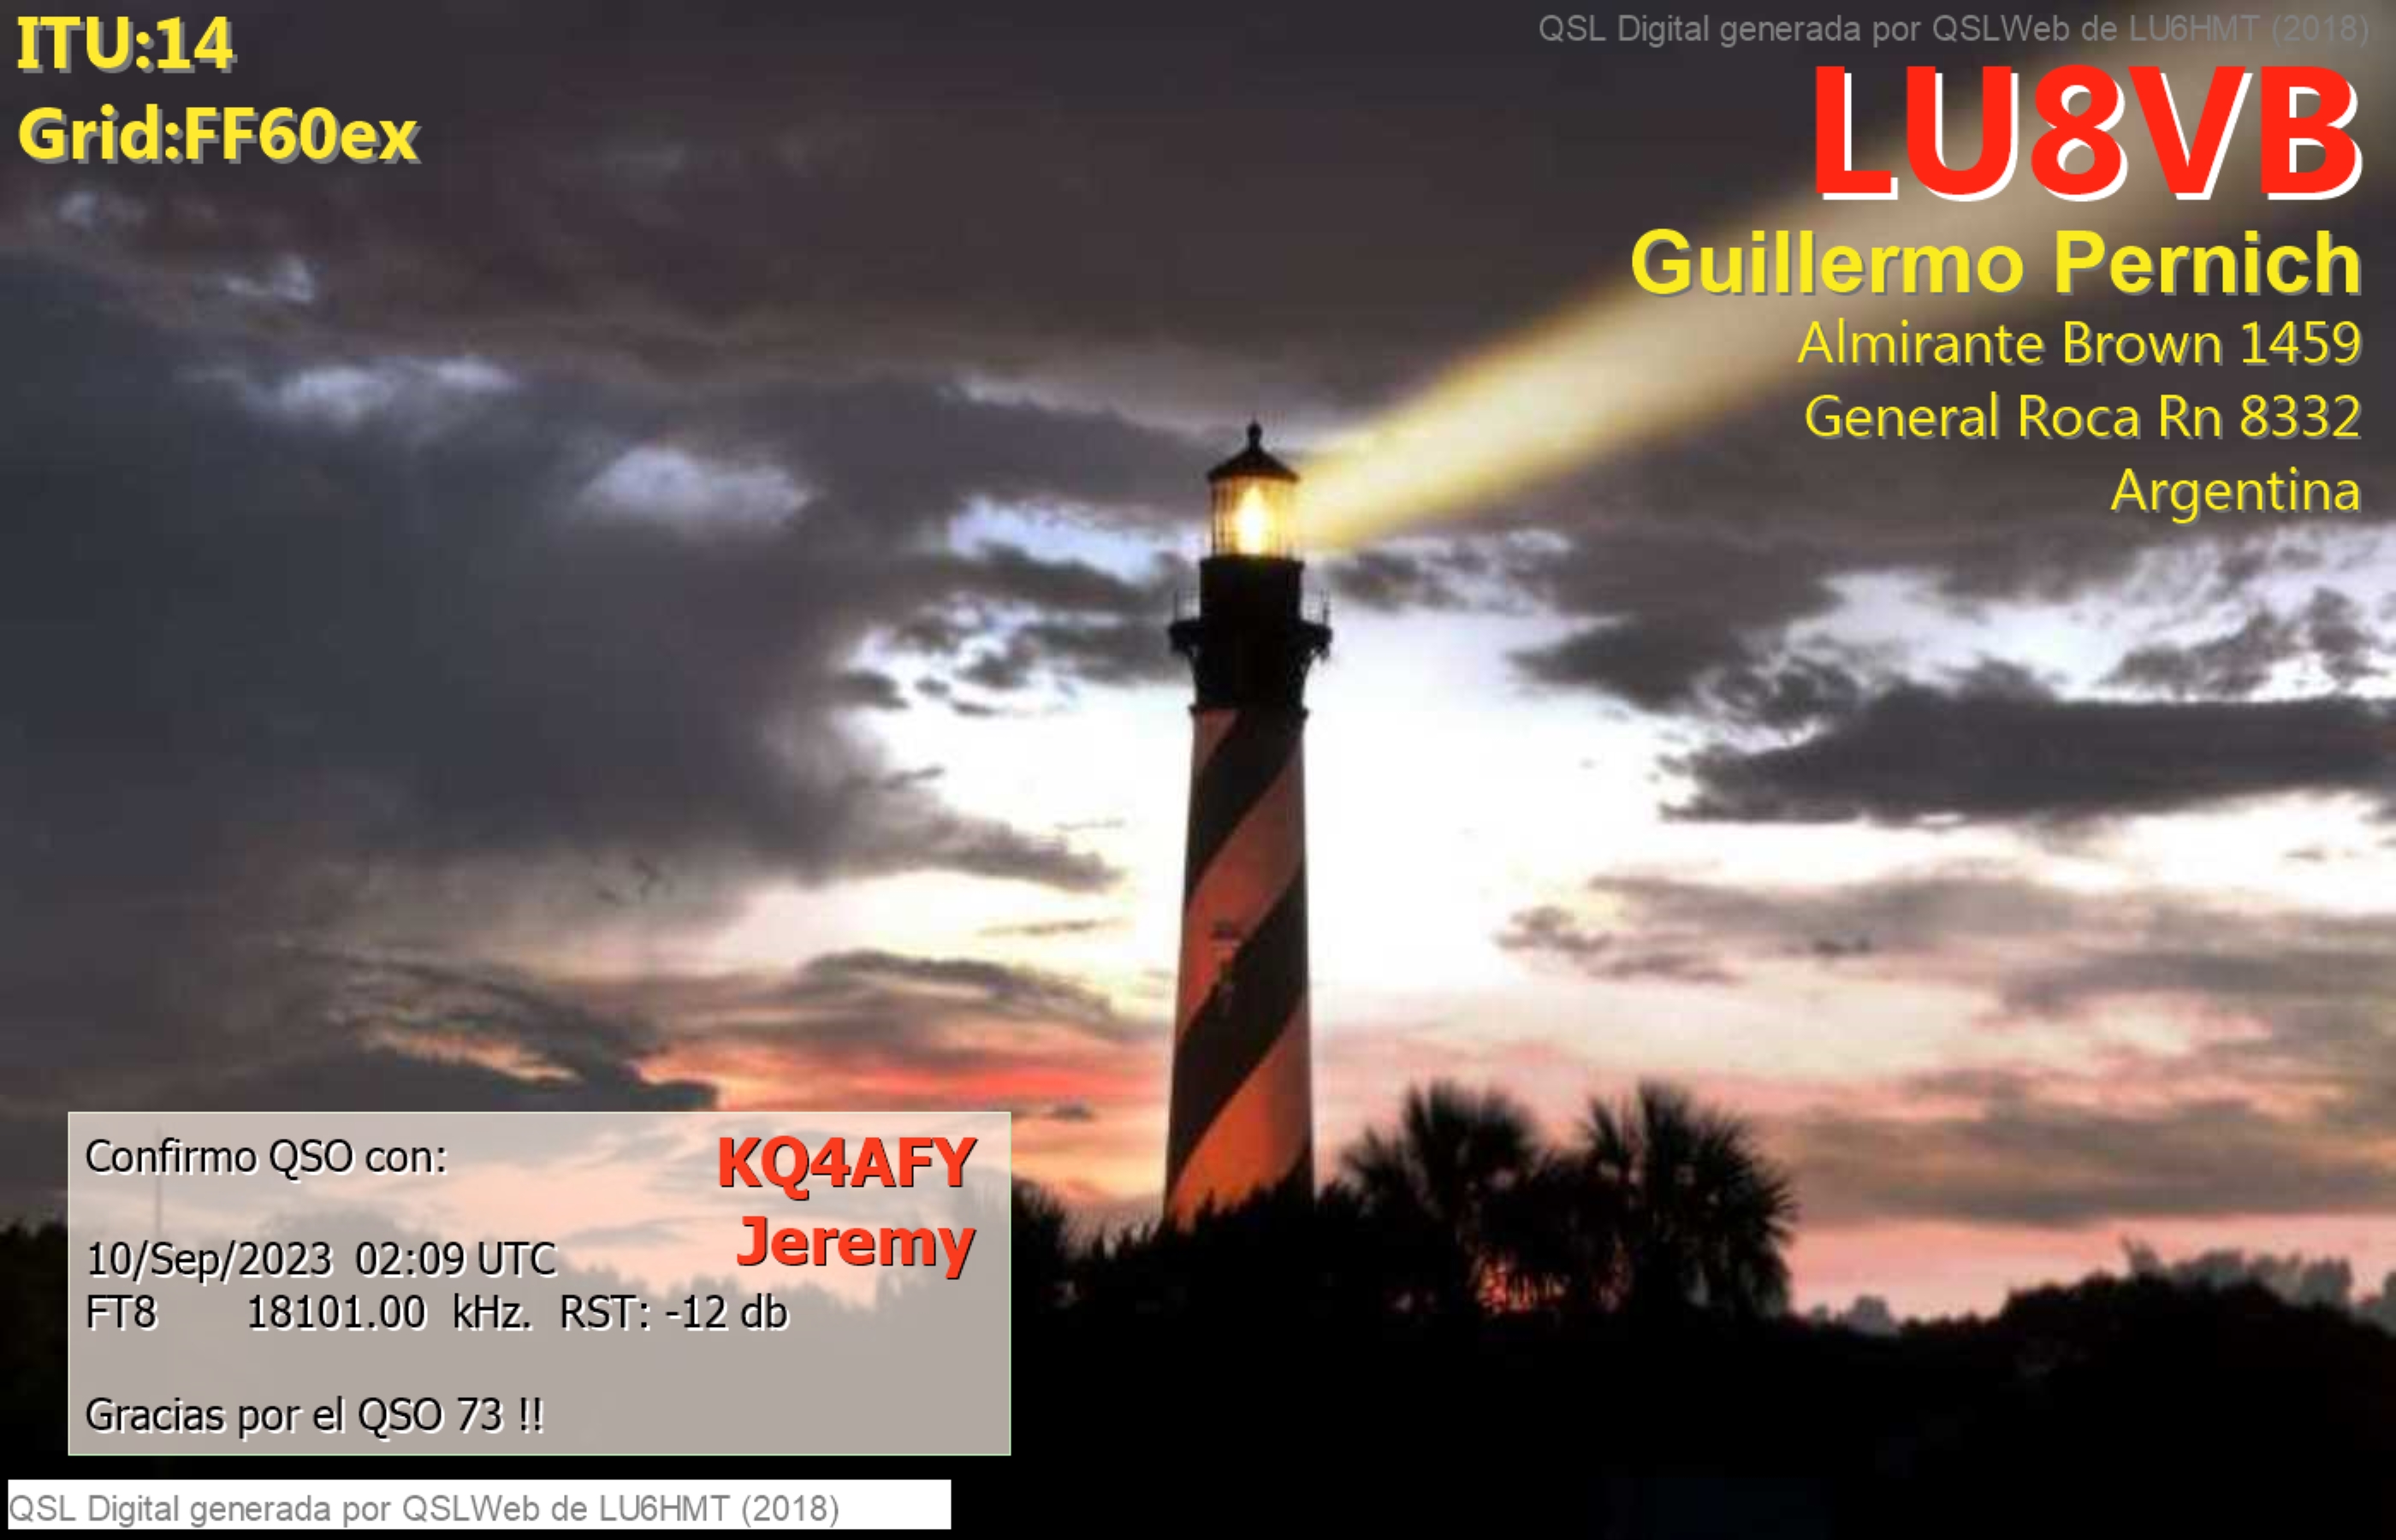 ITU:14
Grid:FF60ex
QSL Digital generada por QSLWeb de LU6HMT (2018)
LU8VB
Guillermo Pernich
Almirante Brown 1459
General Roca Rn 8332
Argentina
Confirmo QSO con:
KQ4AFY
Jeremy
10/Sep/2023 02:09 UTC
FT8 18101.00 kHz. RST: -12 db
Gracias por el QSO 73 !!
QSL Digital generada por QSLWeb de LU6HMT (2018)